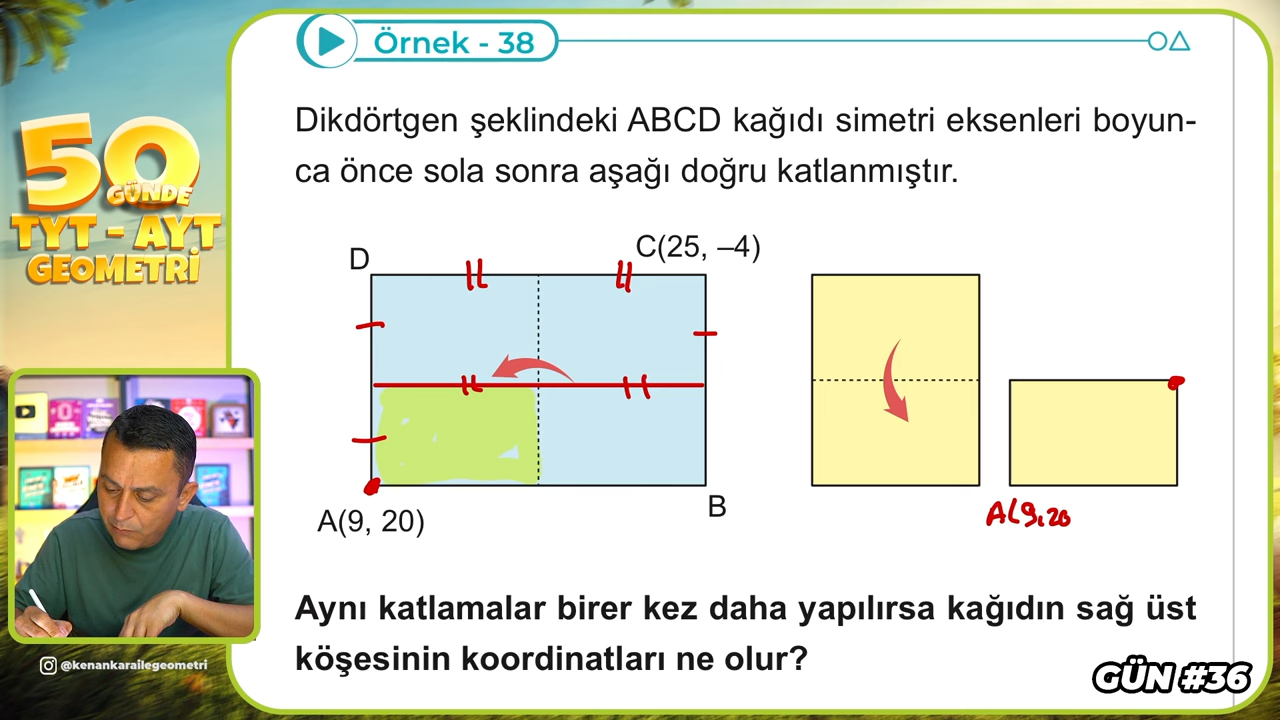 Örnek - 38
50
GÜNDE
TYT - AYT
GEOMETRİ
Dikdörtgen şeklindeki ABCD kağıdı simetri eksenleri boyun-
ca önce sola sonra aşağı doğru katlanmıştır.
D
C(25, –4)
A(9, 20)
B
A(9,20
Aynı katlamalar birer kez daha yapılırsa kağıdın sağ üst
köşesinin koordinatları ne olur?
@kenankarailegeometri
GÜN #36